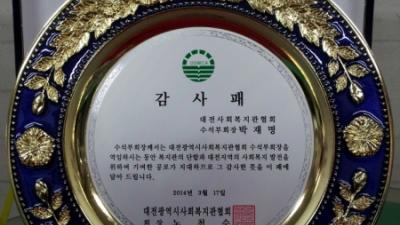 감사패
대전사회복지관협회
수석부회장 박재명
수석부회장께서는 대전광역시사회복지관협회 수석부회장을
역임하시는 동안 복지관의 단합과 대전지역의 사회복지 발전을
위하여 기여한 공로가 지대하므로 그 감사한 뜻을 이 패에
담아 드립니다.
2014년 3월 17일
대전광역시사회복지관협회
회장 노